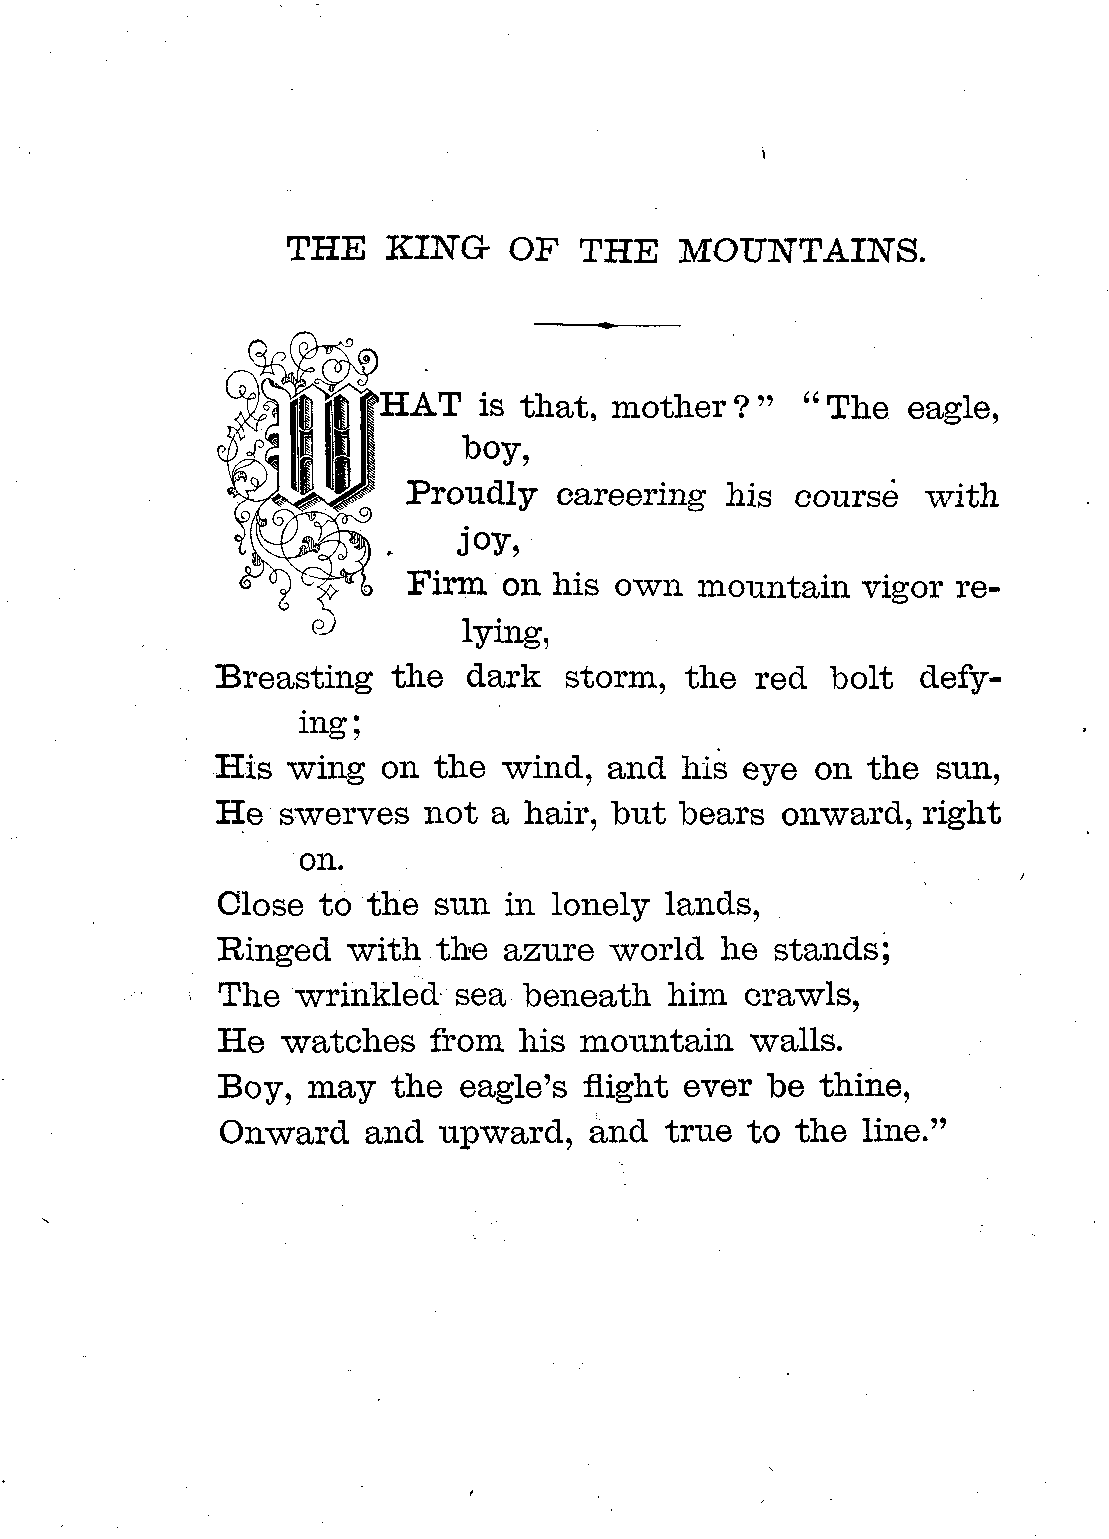 THE KING OF THE MOUNTAINS.
WHAT is that, mother?" "The eagle,
boy,
Proudly careering his course with
joy,
Firm on his own mountain vigor re-
lying,
Breasting the dark storm, the red bolt defy-
ing;
His wing on the wind, and his eye on the sun,
He swerves not a hair, but bears onward, right
on.
Close to the sun in lonely lands,
Ringed with the azure world he stands;
The wrinkled sea beneath him crawls,
He watches from his mountain walls.
Boy, may the eagle's flight ever be thine,
Onward and upward, and true to the line."